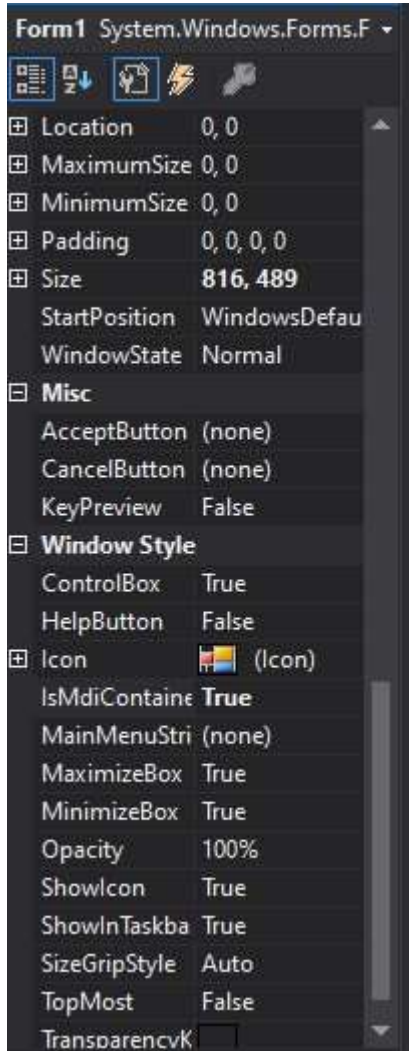 Form1 System.Windows.Forms.F
Location 0, 0
MaximumSize 0, 0
MinimumSize 0, 0
Padding 0, 0, 0, 0
Size 816, 489
StartPosition WindowsDefau
WindowState Normal
Misc
AcceptButton (none)
CancelButton (none)
KeyPreview False
Window Style
ControlBox True
HelpButton False
Icon (Icon)
IsMdiContaine True
MainMenuStri (none)
MaximizeBox True
MinimizeBox True
Opacity 100%
ShowIcon True
ShowInTaskba True
SizeGripStyle Auto
TopMost False
TransparencyK